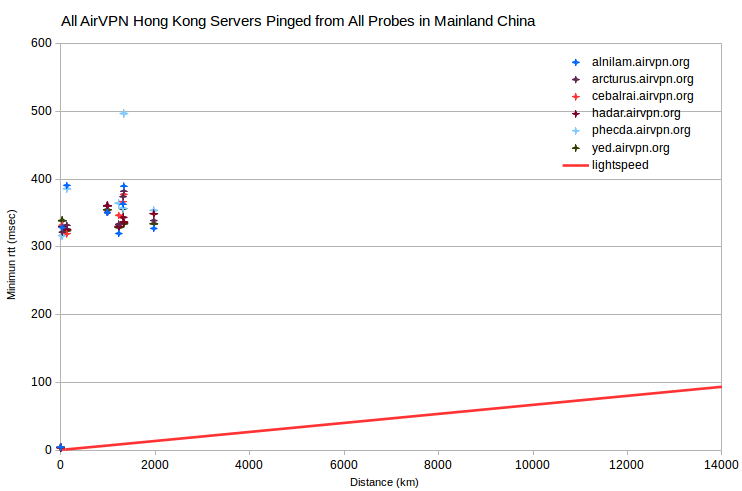 All AirVPN Hong Kong Servers Pinged from All Probes in Mainland China
600
500
400
300
200
100
0
Minimun rtt (msec)
alnilam.airvpn.org
arcturus.airvpn.org
cebalrai.airvpn.org
hadar.airvpn.org
phecda.airvpn.org
yed.airvpn.org
lightspeed
0 2000 4000 6000 8000 10000 12000 14000
Distance (km)